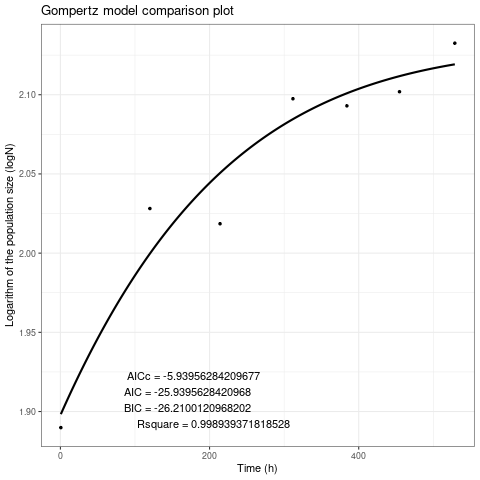 Gompertz model comparison plot
Logarithm of the population size (logN)
2.10
2.05
2.00
1.95
1.90
AICc = -5.93956284209677
AIC = -25.9395628420968
BIC = -26.2100120968202
Rsquare = 0.998939371818528
0 200 400
Time (h)